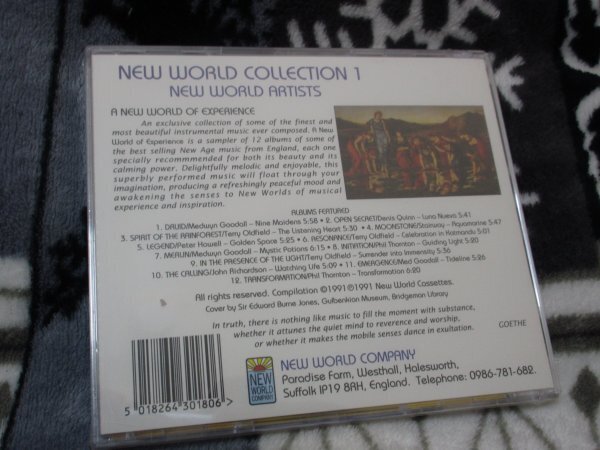 NEW WORLD COLLECTION 1
NEW WORLD ARTISTS
A NEW WORLD OF EXPERIENCE
An exclusive collection of some of the finest and
most beautiful instrumental music ever composed. A New
World of Experience is a sampler of 12 albums of some of
the best selling New Age music from England, each one
specially recommmended for both its beauty and its
calming power. Delightfully melodic and enjoyable, this
superbly performed music will float through your
imagination, producing a refreshingly peaceful mood and
awakening the senses to New Worlds of musical
experience and inspiration.
ALBUMS FEATURED
1. DRUID/Medwyn Goodall – Nine Maidens 5:58 • 2. OPEN SECRET/Denis Quinn – Luna Nueva 5:41
3. SPIRIT OF THE RAINFOREST/Terry Oldfield – The Listening Heart 5:30 • 4. MOONSTONE/Stairway – Aquamarine 5:47
5. LEGEND/Peter Howell – Golden Space 5:25 • 6. RESONANCE/Terry Oldfield – Celebration in Katmandu 5:01
7. MERLIN/Medwyn Goodall – Mystic Potions 6:15 • 8. INITIATION/Phil Thornton – Guiding Light 5:20
9. IN THE PRESENCE OF THE LIGHT/Terry Oldfield – Surrender into Immensity 5:36
10. THE CALLING/John Richardson – Watching Life 5:09 • 11. EMERGENCE/Med Goodall – Tideline 5:26
12. TRANSFORMATION/Phil Thornton – Transformation 6:20
All rights reserved. Compilation ℗1991©1991 New World Cassettes.
Cover by Sir Edward Burne Jones, Gulbenkian Museum, Bridgeman Library
In truth, there is nothing like music to fill the moment with substance,
whether it attunes the quiet mind to reverence and worship,
or whether it makes the mobile senses dance in exultation.
GOETHE
NEW
WORLD
COMPANY
NEW WORLD COMPANY
Paradise Farm, Westhall, Halesworth,
Suffolk IP19 8RH, England. Telephone: 0986-781-682.
5 018264 301806 >